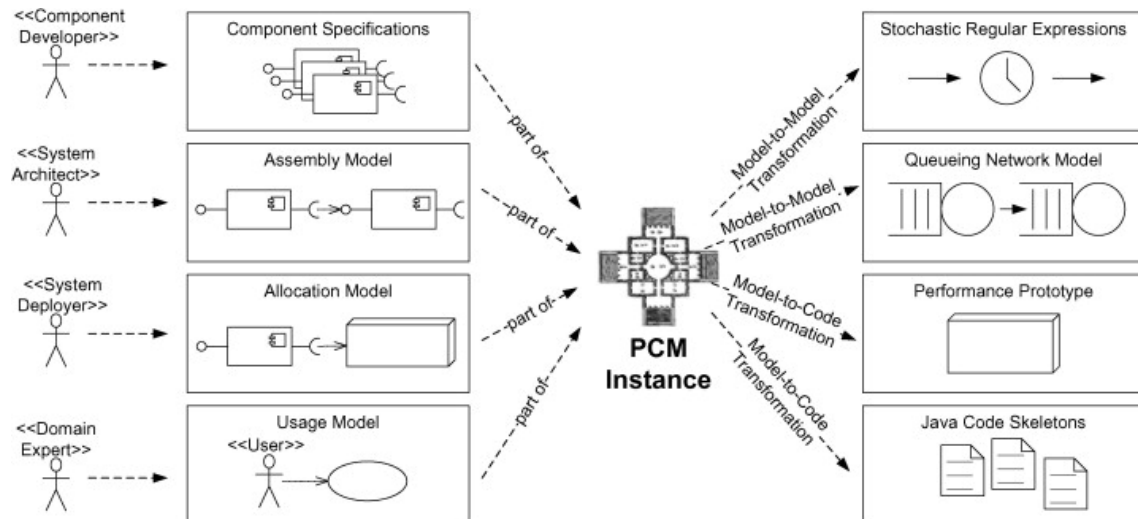 <<Component
Developer>>
Component Specifications
<<System
Architect>>
Assembly Model
<<System
Deployer>>
Allocation Model
<<Domain
Expert>>
Usage Model
<<User>>
part of
part of
part of
part of
PCM
Instance
Model-to-Model
Transformation
Model-to-Model
Transformation
Model-to-Code
Transformation
Model-to-Code
Transformation
Stochastic Regular Expressions
Queueing Network Model
Performance Prototype
Java Code Skeletons